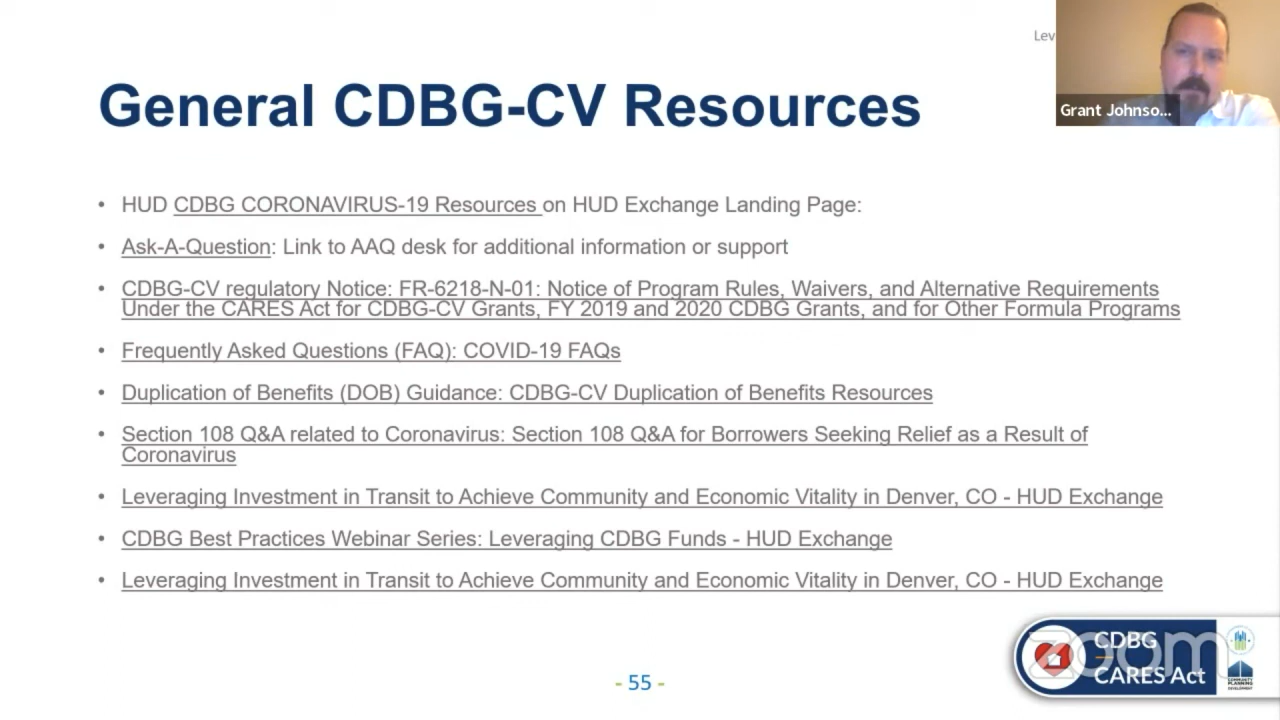 Lev
General CDBG-CV Resources
Grant Johnso...
• HUD CDBG CORONAVIRUS-19 Resources on HUD Exchange Landing Page:
• Ask-A-Question: Link to AAQ desk for additional information or support
• CDBG-CV regulatory Notice: FR-6218-N-01: Notice of Program Rules, Waivers, and Alternative Requirements
Under the CARES Act for CDBG-CV Grants, FY 2019 and 2020 CDBG Grants, and for Other Formula Programs
• Frequently Asked Questions (FAQ): COVID-19 FAQs
• Duplication of Benefits (DOB) Guidance: CDBG-CV Duplication of Benefits Resources
• Section 108 Q&A related to Coronavirus: Section 108 Q&A for Borrowers Seeking Relief as a Result of
Coronavirus
• Leveraging Investment in Transit to Achieve Community and Economic Vitality in Denver, CO - HUD Exchange
• CDBG Best Practices Webinar Series: Leveraging CDBG Funds - HUD Exchange
• Leveraging Investment in Transit to Achieve Community and Economic Vitality in Denver, CO - HUD Exchange
CDBG
zoom
CARES Act
COMMUNITY
PLANNING
DEVELOPMENT
- 55 -